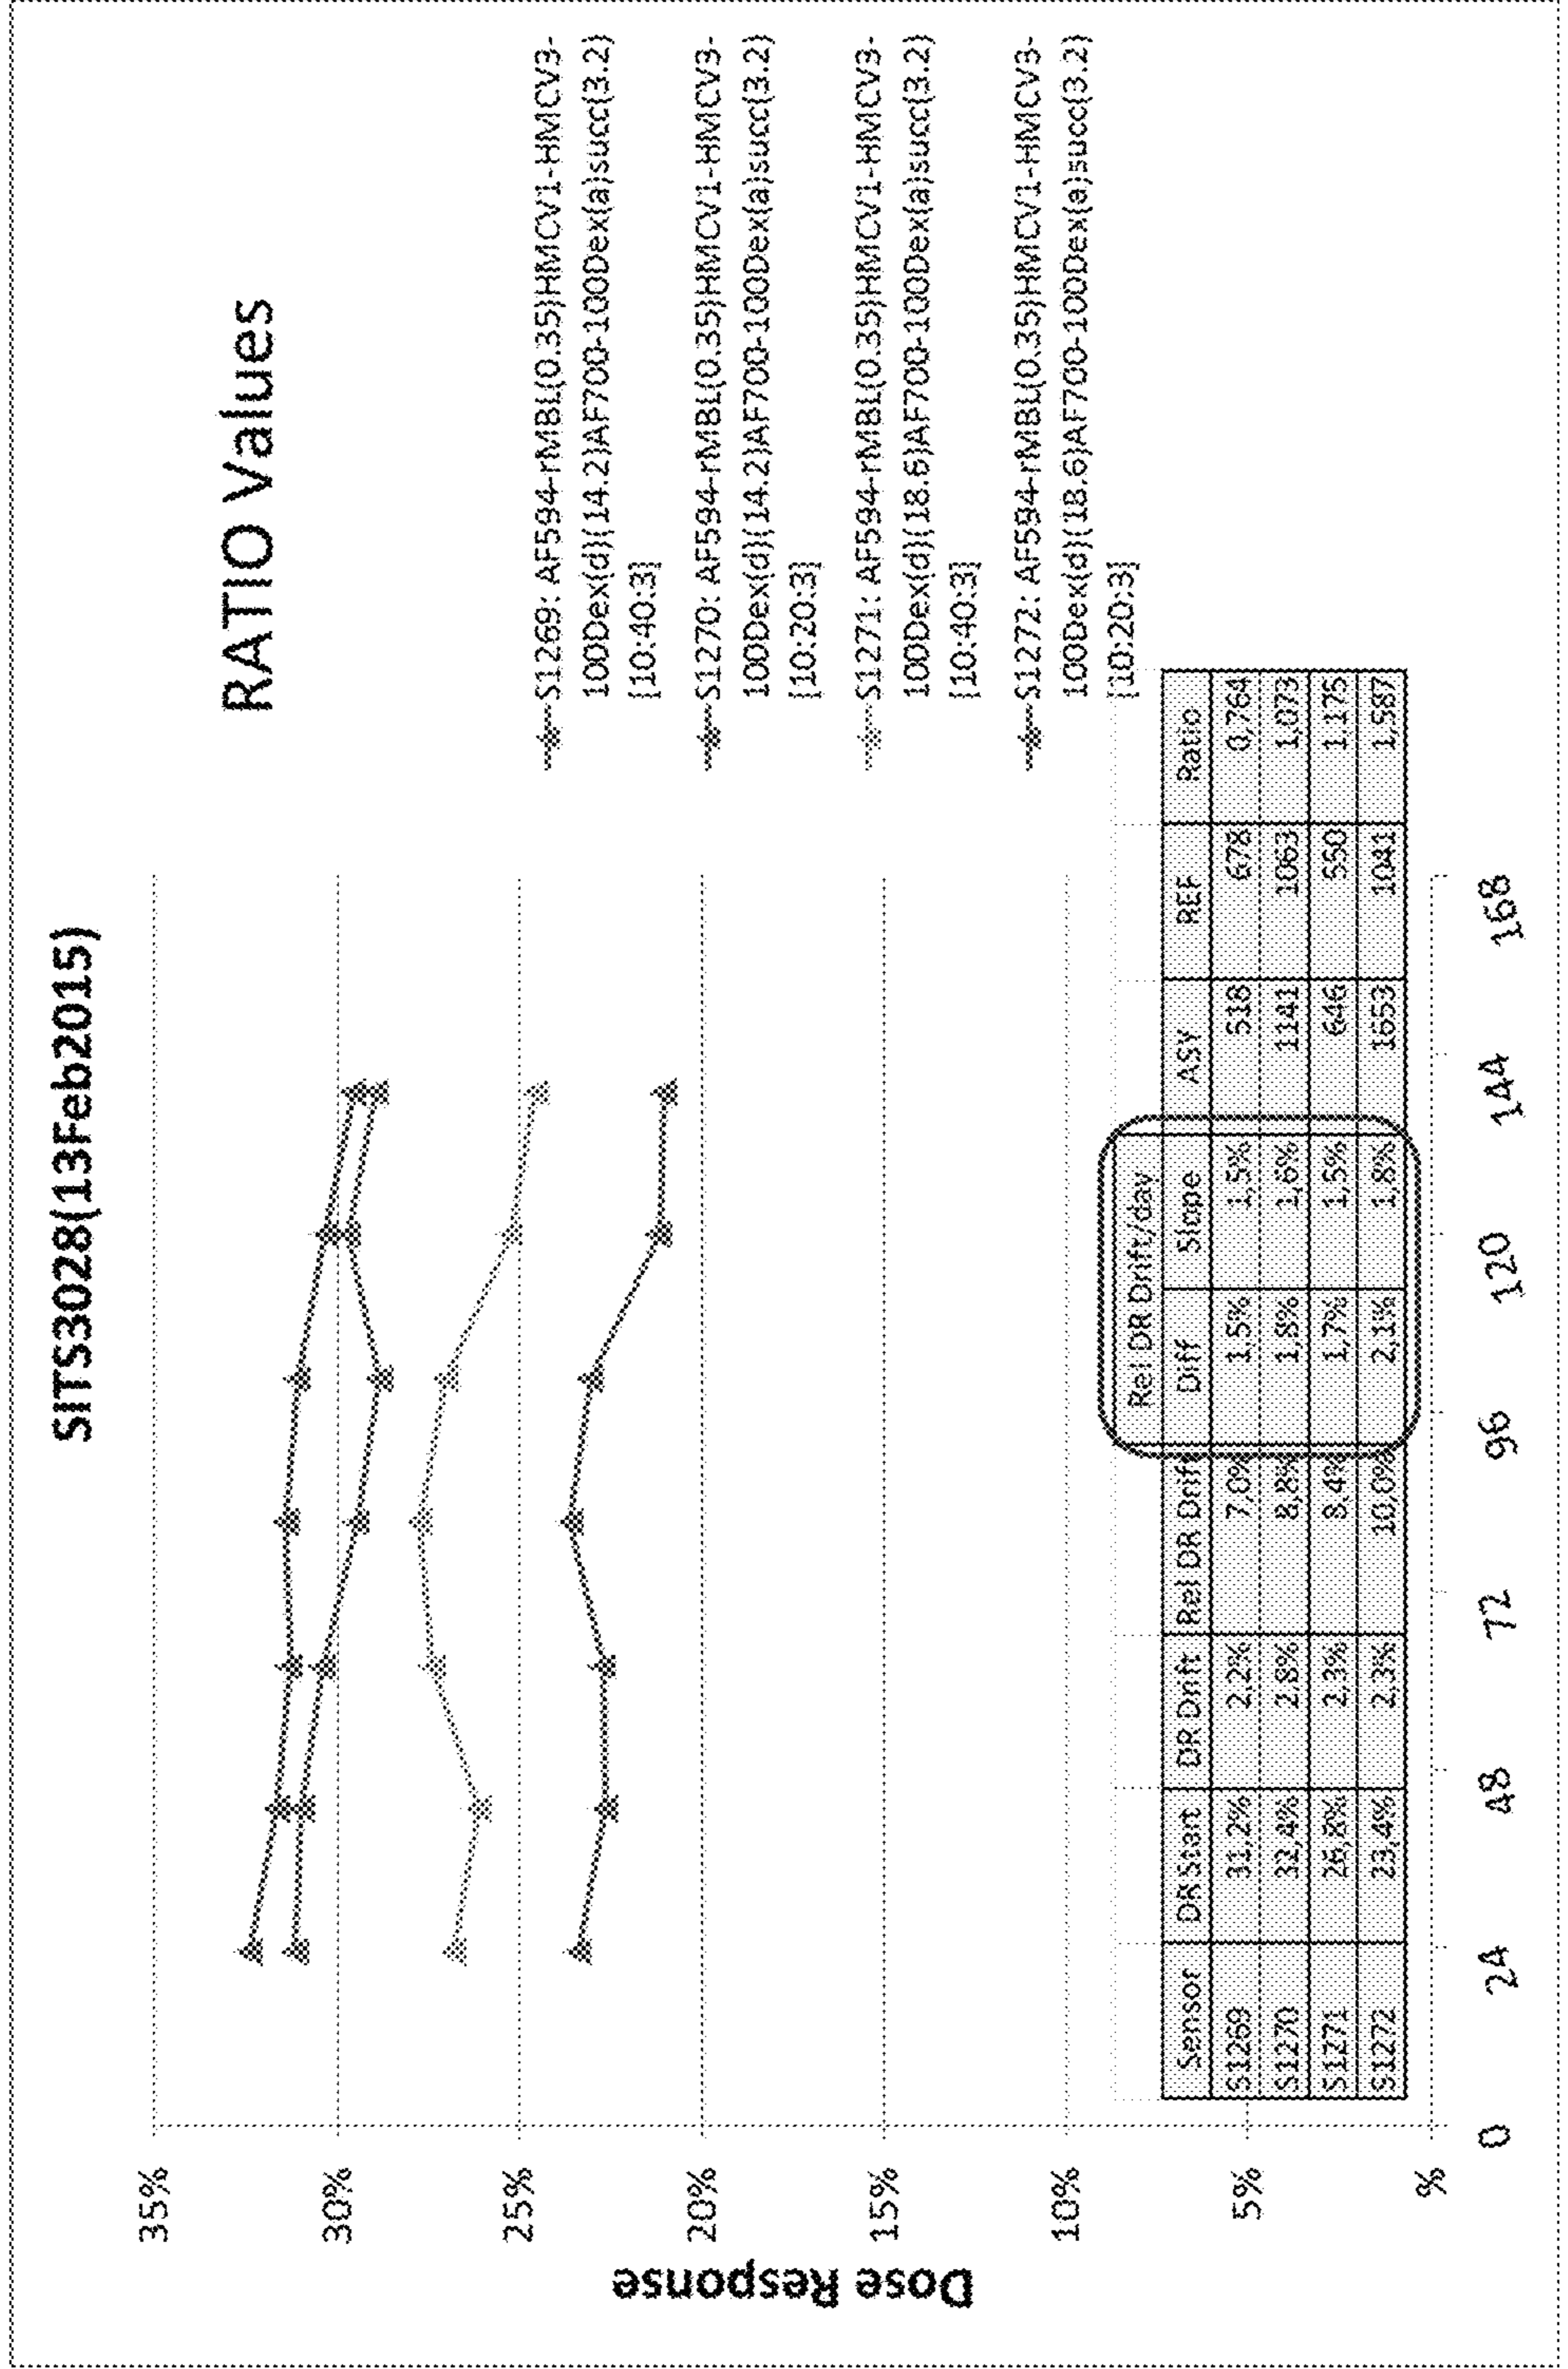 SITS3028(13Feb2015)
RATIO Values
35%
30%
25%
20%
15%
10%
5%
%
Dose Response
S1269: AF594-rMBL(0.35)HMCV1-HMCV3-
100Dex(d)(14.2)AF700-100Dex(a)succ(3.2)
[10:40:3]
S1270: AF594-rMBL(0.35)HMCV1-HMCV3-
100Dex(d)(14.2)AF700-100Dex(a)succ(3.2)
[10:20:3]
S1271: AF594-rMBL(0.35)HMCV1-HMCV3-
100Dex(d)(18.6)AF700-100Dex(a)succ(3.2)
[10:40:3]
S1272: AF594-rMBL(0.35)HMCV1-HMCV3-
100Dex(d)(18.6)AF700-100Dex(a)succ(3.2)
[10:20:3]
Rel DR Drift/day
Sensor DR Start DR Drift Rel DR Drift Diff Slope ASY REF Ratio
S1269 31,2% 2,2% 7,0% 1,5% 1,5% 518 678 0,764
S1270 32,4% 2,8% 8,8% 1,8% 1,6% 1141 1063 1,073
S1271 26,8% 2,3% 8,4% 1,7% 1,5% 646 550 1,175
S1272 23,4% 2,3% 10,0% 2,1% 1,8% 1653 1041 1,587
0 24 48 72 96 120 144 168